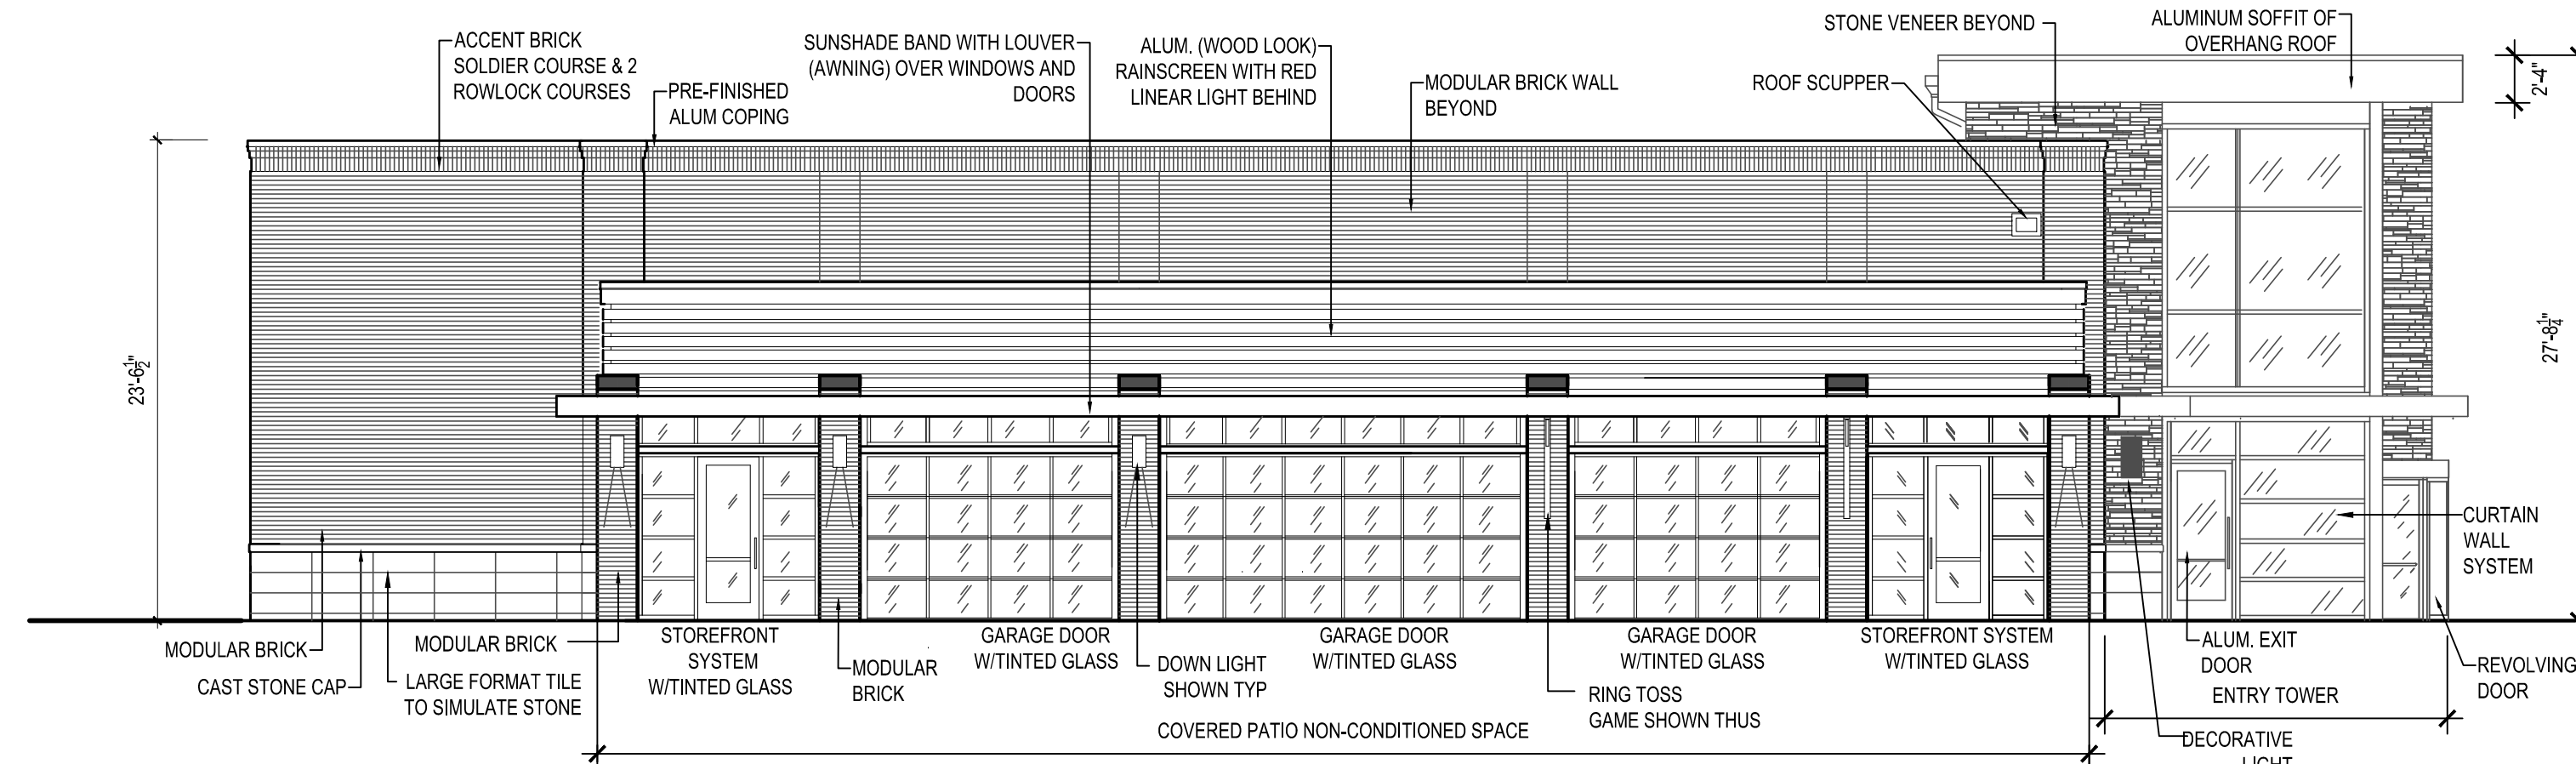 ACCENT BRICK
SOLDIER COURSE & 2
ROWLOCK COURSES
PRE-FINISHED
ALUM COPING
SUNSHADE BAND WITH LOUVER
(AWNING) OVER WINDOWS AND
DOORS
ALUM. (WOOD LOOK)
RAINSCREEN WITH RED
LINEAR LIGHT BEHIND
MODULAR BRICK WALL
BEYOND
STONE VENEER BEYOND
ROOF SCUPPER
ALUMINUM SOFFIT OF
OVERHANG ROOF
2'-4"
23'-6 1/2"
27'-8 1/4"
CURTAIN
WALL
SYSTEM
MODULAR BRICK
CAST STONE CAP
MODULAR BRICK
LARGE FORMAT TILE
TO SIMULATE STONE
STOREFRONT
SYSTEM
W/TINTED GLASS
MODULAR
BRICK
GARAGE DOOR
W/TINTED GLASS
DOWN LIGHT
SHOWN TYP
GARAGE DOOR
W/TINTED GLASS
RING TOSS
GAME SHOWN THUS
GARAGE DOOR
W/TINTED GLASS
STOREFRONT SYSTEM
W/TINTED GLASS
ALUM. EXIT
DOOR
REVOLVING
DOOR
ENTRY TOWER
COVERED PATIO NON-CONDITIONED SPACE
DECORATIVE
LIGHT